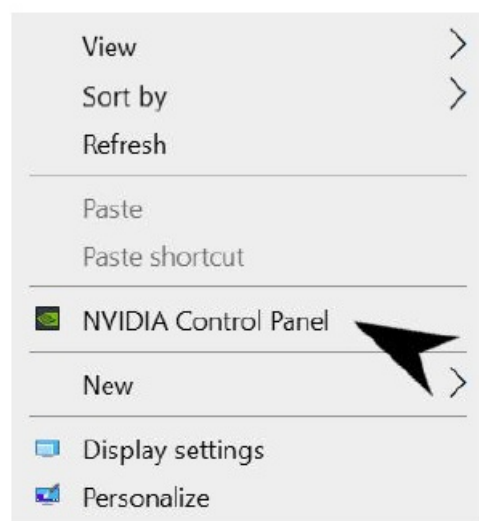 View
Sort by
Refresh
Paste
Paste shortcut
NVIDIA Control Panel
New
Display settings
Personalize